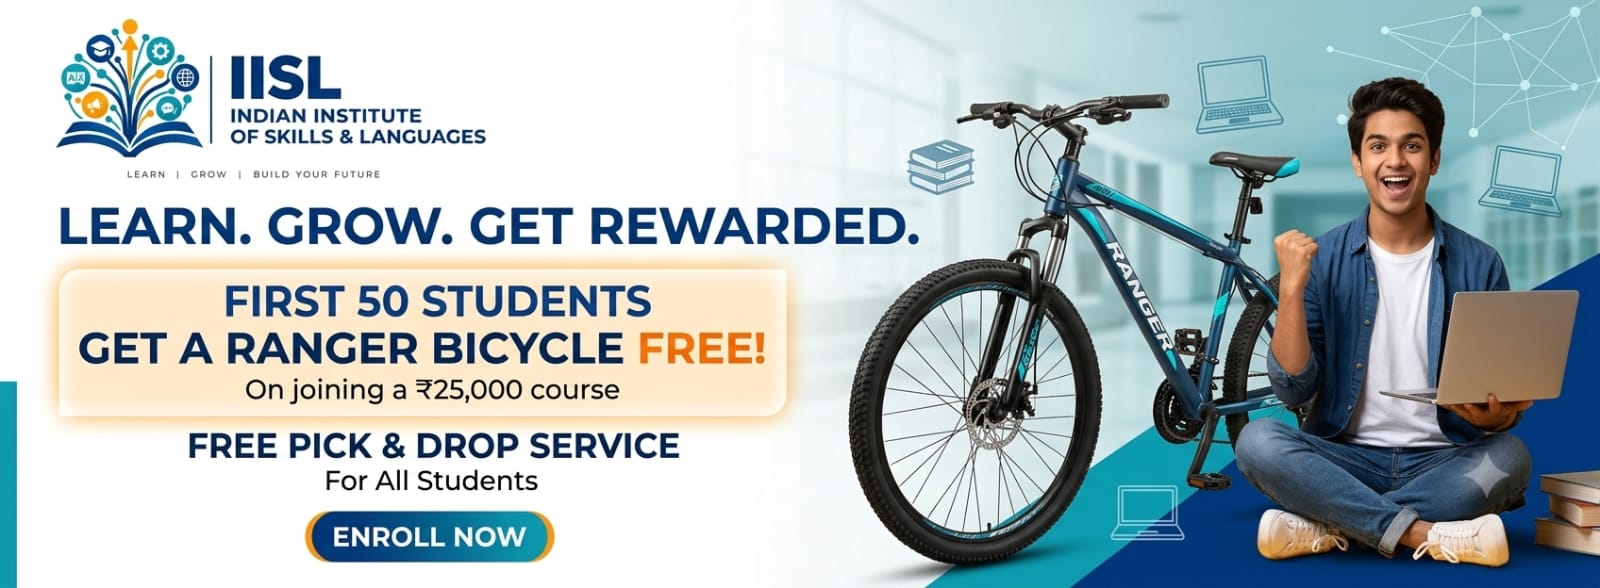 IISL
INDIAN INSTITUTE
OF SKILLS & LANGUAGES
LEARN | GROW | BUILD YOUR FUTURE
LEARN. GROW. GET REWARDED.
FIRST 50 STUDENTS
GET A RANGER BICYCLE FREE!
On joining a ₹25,000 course
FREE PICK & DROP SERVICE
For All Students
ENROLL NOW
RANGER